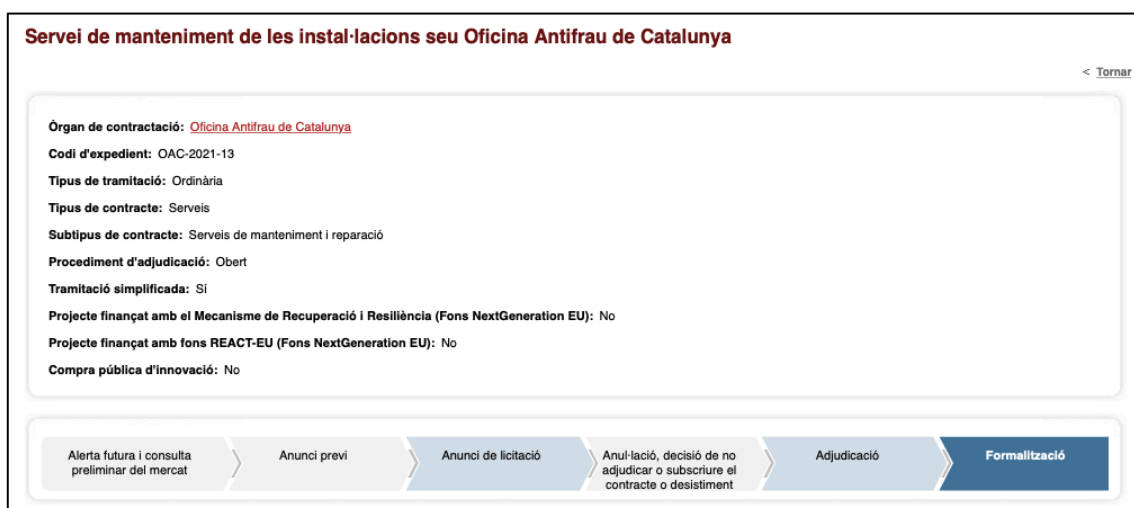 Servei de manteniment de les instal·lacions seu Oficina Antifrau de Catalunya
< Tornar
Òrgan de contractació: Oficina Antifrau de Catalunya
Codi d'expedient: OAC-2021-13
Tipus de tramitació: Ordinària
Tipus de contracte: Serveis
Subtipus de contracte: Serveis de manteniment i reparació
Procediment d'adjudicació: Obert
Tramitació simplificada: Sí
Projecte finançat amb el Mecanisme de Recuperació i Resiliència (Fons NextGeneration EU): No
Projecte finançat amb fons REACT-EU (Fons NextGeneration EU): No
Compra pública d'innovació: No
Alerta futura i consulta
preliminar del mercat
Anunci previ
Anunci de licitació
Anul·lació, decisió de no
adjudicar o subscriure el
contracte o desistiment
Adjudicació
Formalització